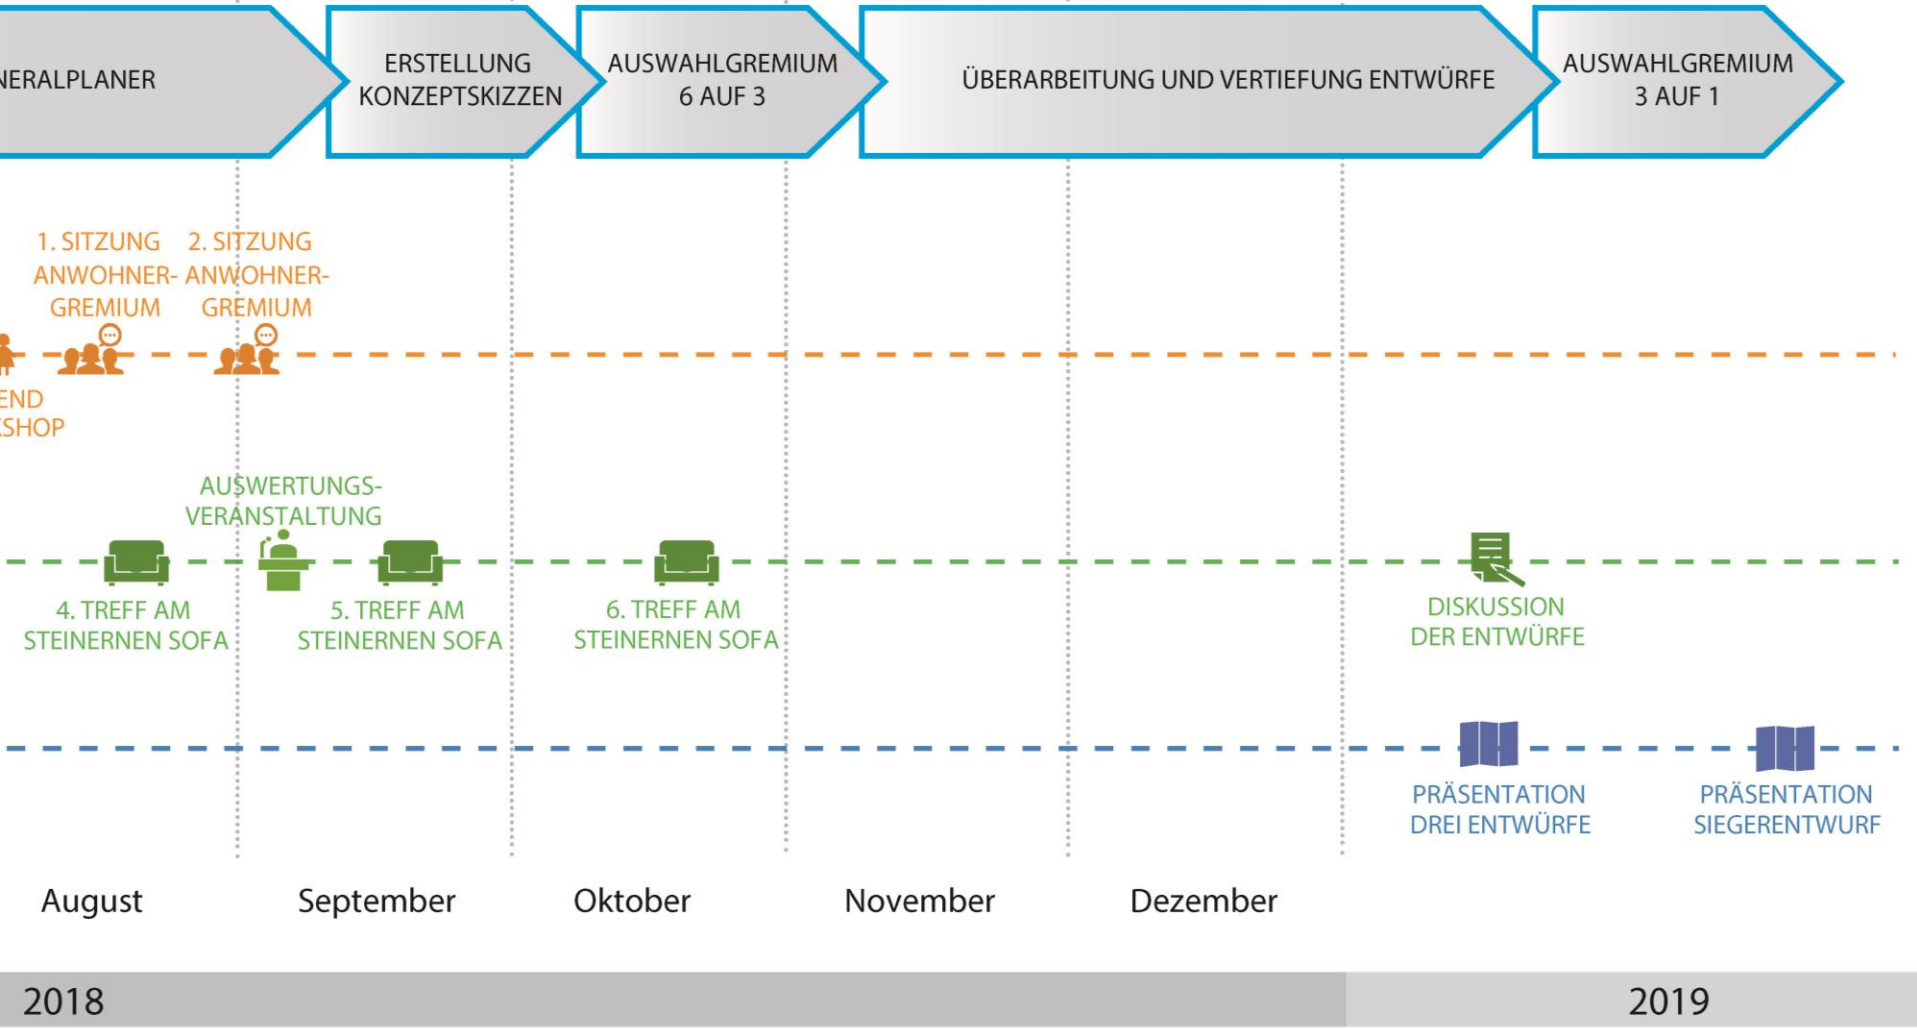 NERALPLANER
ERSTELLUNG
KONZEPTSKIZZEN
AUSWAHLGREMIUM
6 AUF 3
ÜBERARBEITUNG UND VERTIEFUNG ENTWÜRFE
AUSWAHLGREMIUM
3 AUF 1
1. SITZUNG
ANWOHNER-
GREMIUM
2. SITZUNG
ANWOHNER-
GREMIUM
END
KSHOP
AUSWERTUNGS-
VERANSTALTUNG
4. TREFF AM
STEINERNEN SOFA
5. TREFF AM
STEINERNEN SOFA
6. TREFF AM
STEINERNEN SOFA
DISKUSSION
DER ENTWÜRFE
PRÄSENTATION
DREI ENTWÜRFE
PRÄSENTATION
SIEGERENTWURF
August
September
Oktober
November
Dezember
2018
2019